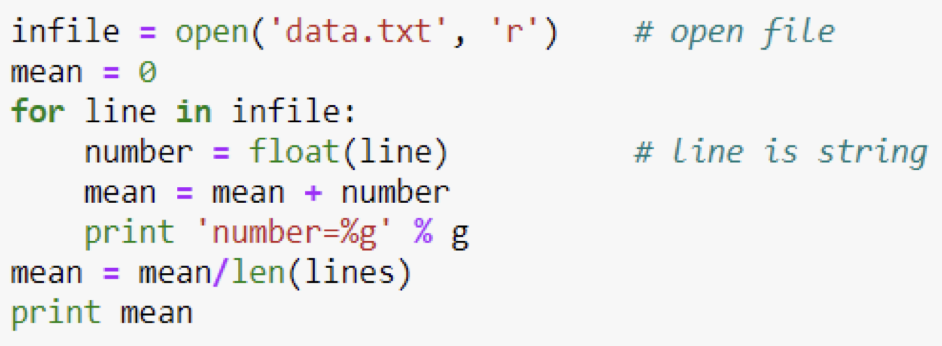 infile = open('data.txt', 'r')    # open file
mean = 0
for line in infile:
    number = float(line)          # line is string
    mean = mean + number
    print 'number=%g' % g
mean = mean/len(lines)
print mean